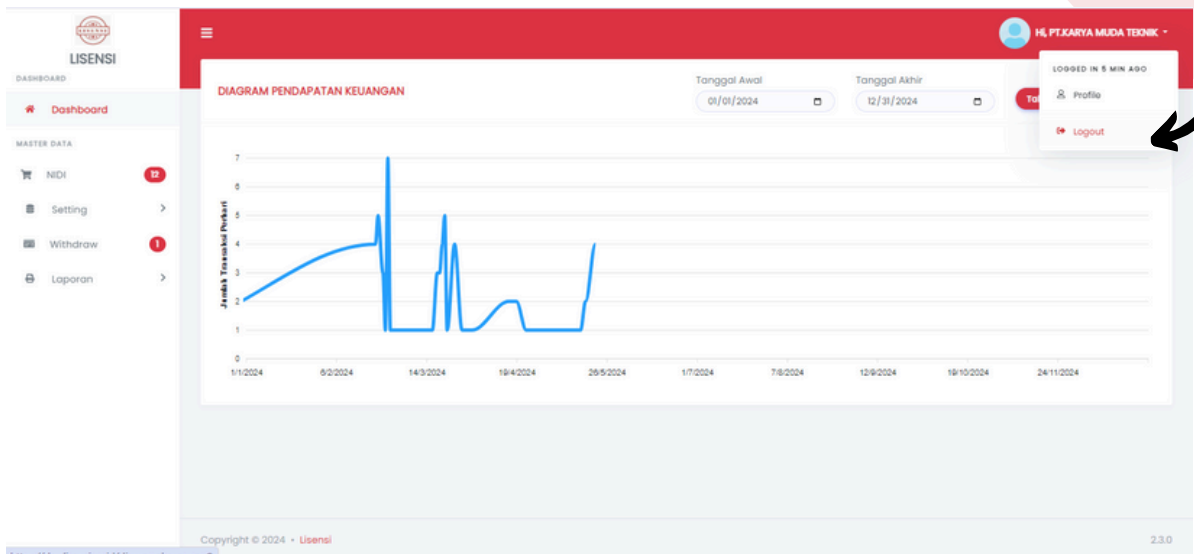 LISENSI
DASHBOARD
Dashboard
MASTER DATA
NIDI 12
Setting
Withdraw 1
Laporan
Hi, PT.KARYA MUDA TEKNIK
LOGGED IN 5 MIN AGO
Profile
Logout
DIAGRAM PENDAPATAN KEUANGAN
Tanggal Awal
01/01/2024
Tanggal Akhir
12/31/2024
Jumlah Transaksi Perhari
7
6
5
4
3
2
1
0
1/1/2024 6/2/2024 14/3/2024 19/4/2024 26/5/2024 1/7/2024 7/8/2024 12/9/2024 19/10/2024 24/11/2024
Copyright © 2024 • Lisensi
2.3.0